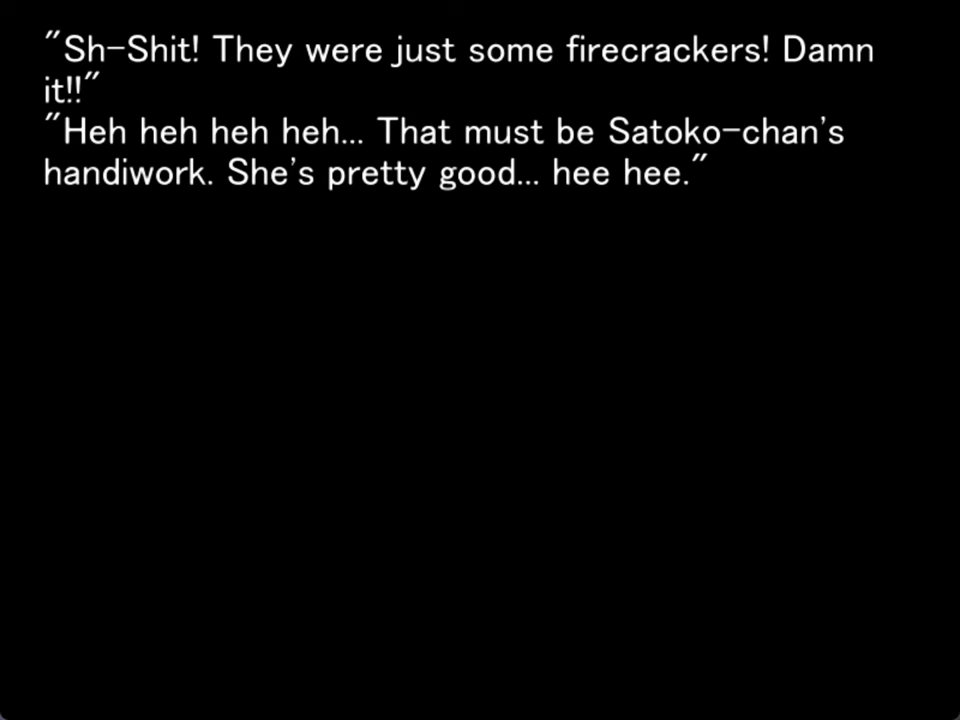 "Sh-Shit! They were just some firecrackers! Damn
it!!"
"Heh heh heh heh... That must be Satoko-chan's
handiwork. She's pretty good... hee hee."